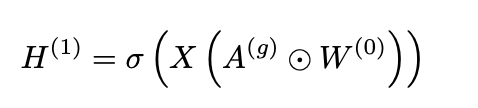 H^{(1)} = σ(X(A^{(g)} ⊙ W^{(0)}))